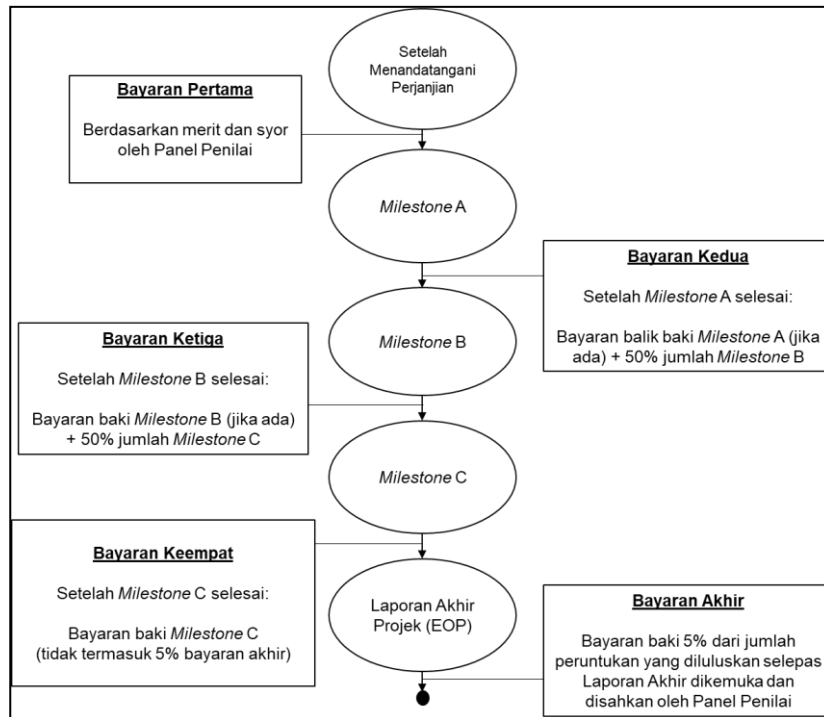 Setelah
Menandatangani
Perjanjian
Bayaran Pertama
Berdasarkan merit dan syor
oleh Panel Penilai
Milestone A
Bayaran Kedua
Setelah Milestone A selesai:
Bayaran balik baki Milestone A (jika
ada) + 50% jumlah Milestone B
Milestone B
Bayaran Ketiga
Setelah Milestone B selesai:
Bayaran baki Milestone B (jika ada)
+ 50% jumlah Milestone C
Milestone C
Bayaran Keempat
Setelah Milestone C selesai:
Bayaran baki Milestone C
(tidak termasuk 5% bayaran akhir)
Laporan Akhir
Projek (EOP)
Bayaran Akhir
Bayaran baki 5% dari jumlah
peruntukan yang diluluskan selepas
Laporan Akhir dikemuka dan
disahkan oleh Panel Penilai